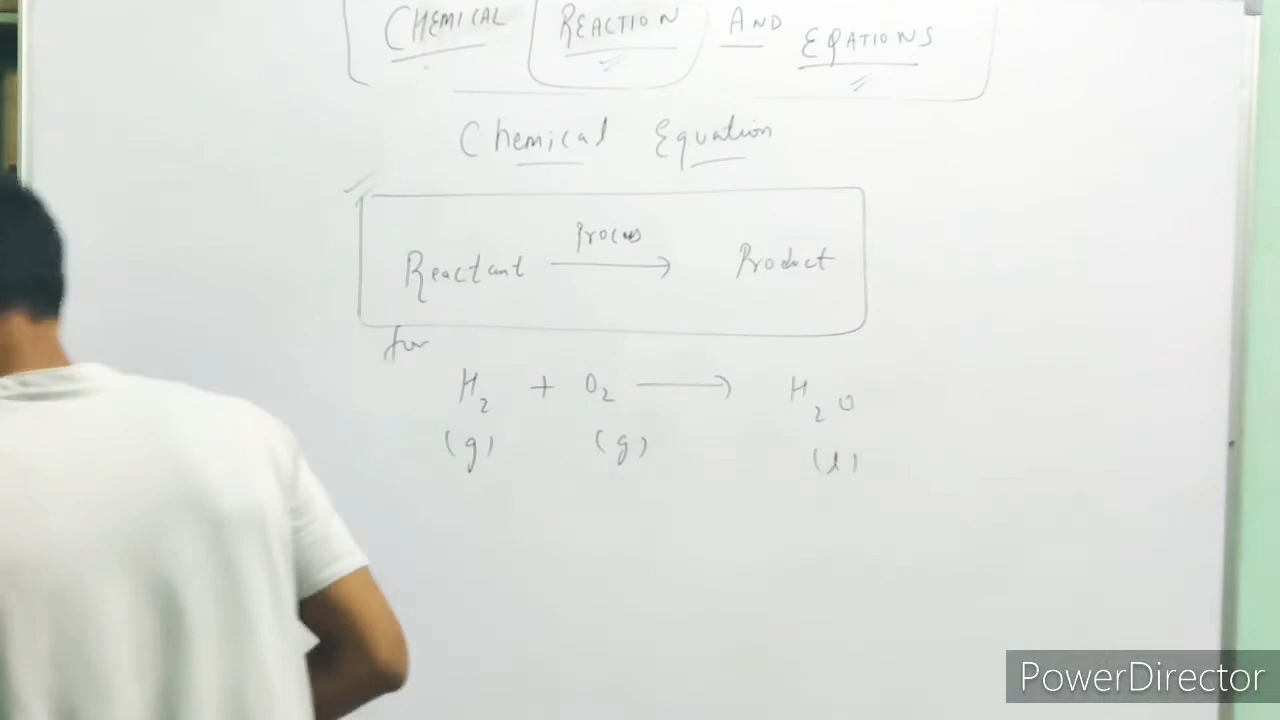 CHEMICAL REACTION AND EQATIONS
Chemical Equation
Process
Reactant → Product
for
H₂ + O₂ → H₂O
(g) (g) (l)
PowerDirector